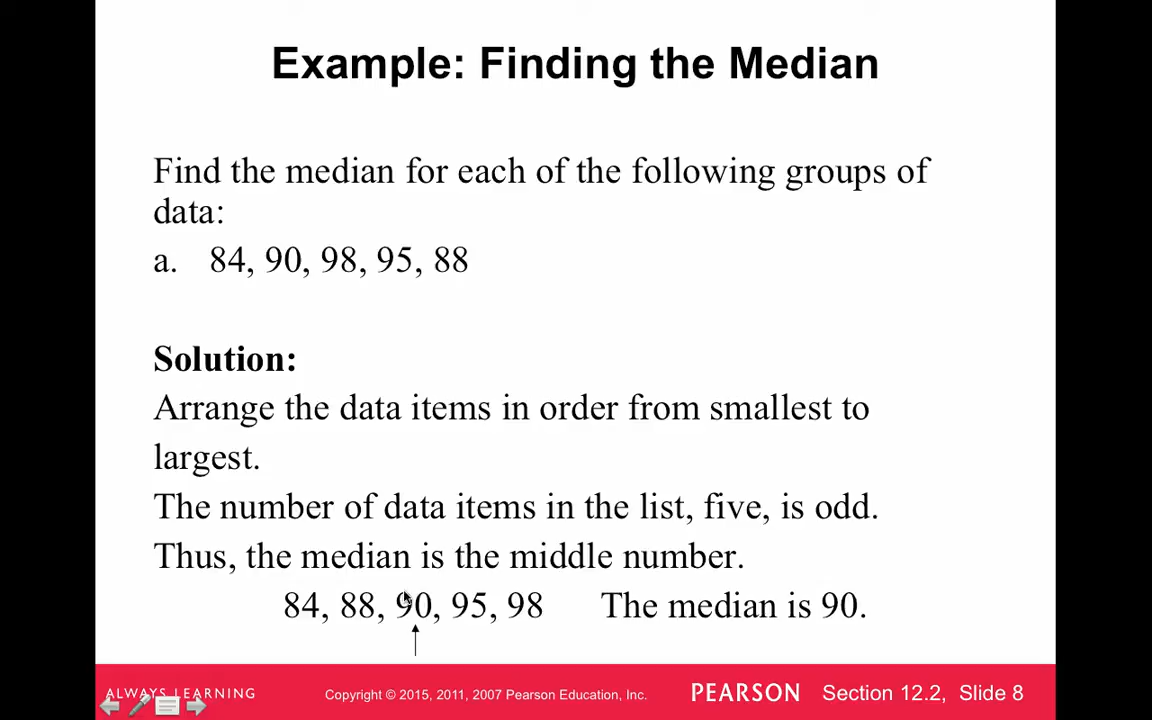 Example: Finding the Median
Find the median for each of the following groups of
data:
a. 84, 90, 98, 95, 88
Solution:
Arrange the data items in order from smallest to
largest.
The number of data items in the list, five, is odd.
Thus, the median is the middle number.
84, 88, 90, 95, 98 The median is 90.
ALWAYS LEARNING Copyright © 2015, 2011, 2007 Pearson Education, Inc. PEARSON Section 12.2, Slide 8